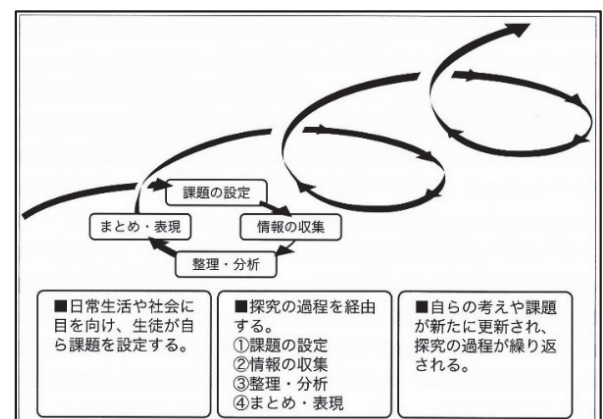 課題の設定
まとめ・表現
情報の収集
整理・分析
■日常生活や社会に
目を向け、生徒が自
ら課題を設定する。
■探究の過程を経由
する。
①課題の設定
②情報の収集
③整理・分析
④まとめ・表現
■自らの考えや課題
が新たに更新され、
探究の過程が繰り返
される。